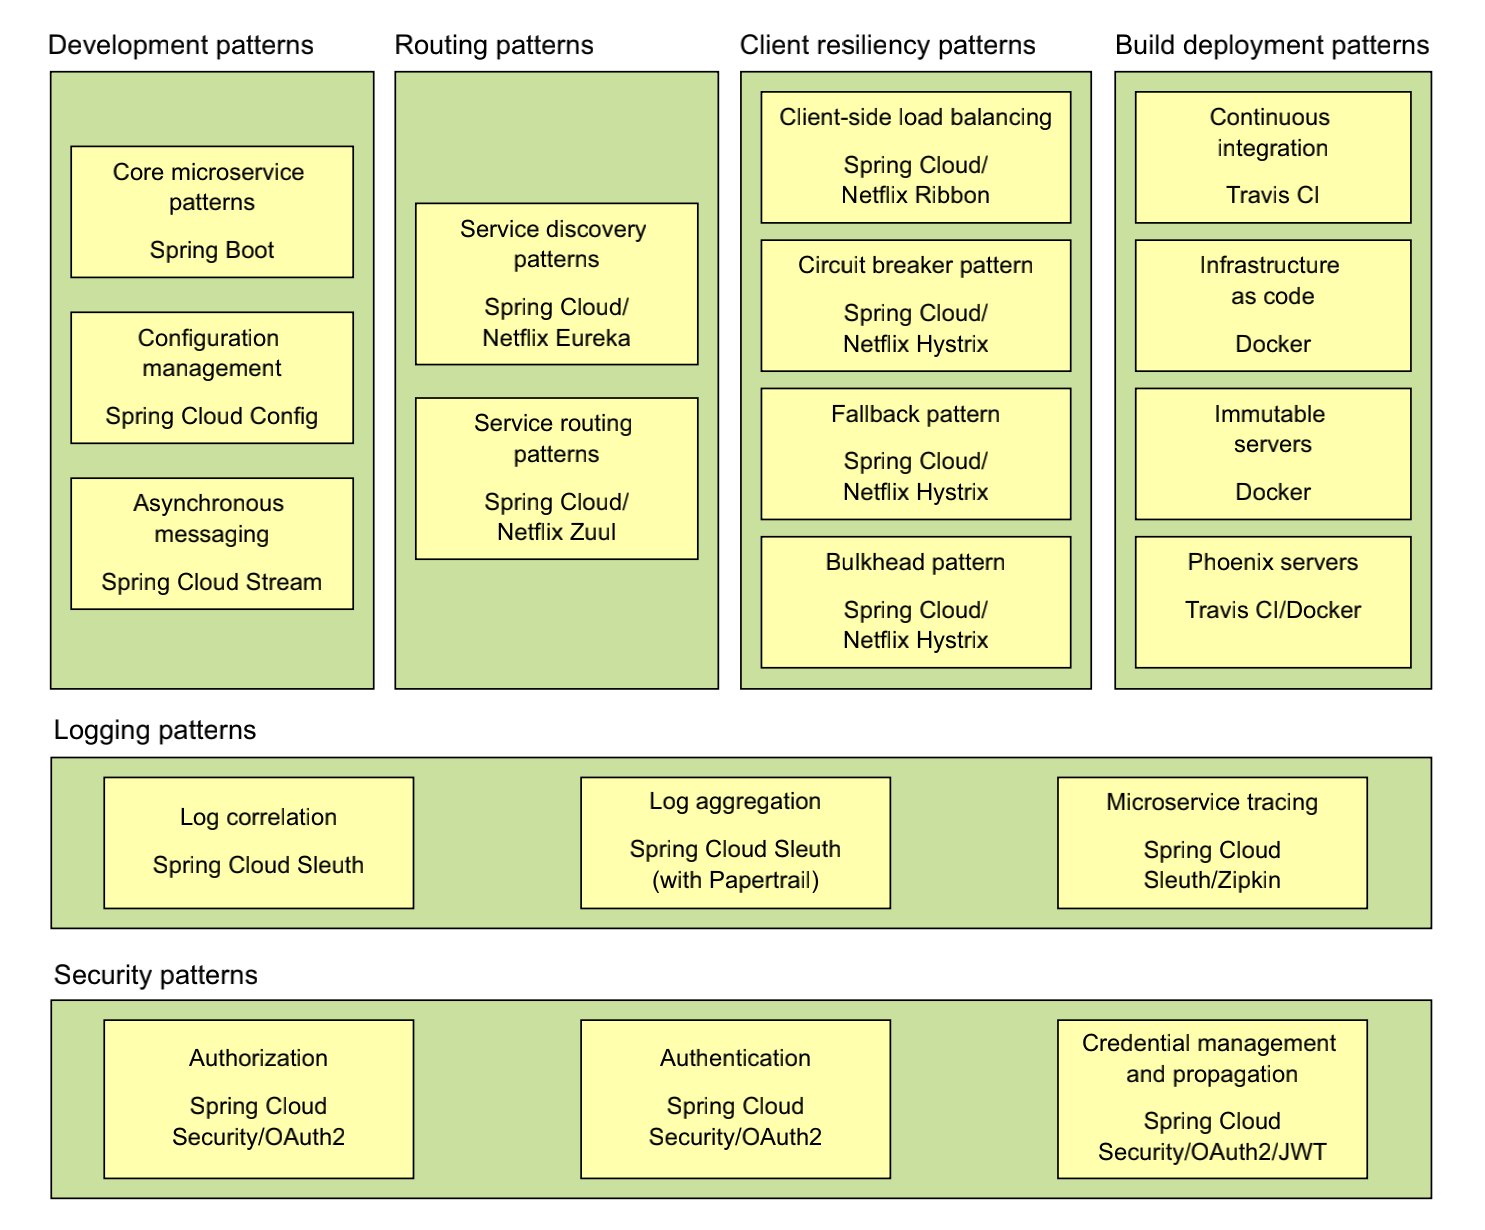 Development patterns
Core microservice
patterns
Spring Boot
Configuration
management
Spring Cloud Config
Asynchronous
messaging
Spring Cloud Stream
Routing patterns
Service discovery
patterns
Spring Cloud/
Netflix Eureka
Service routing
patterns
Spring Cloud/
Netflix Zuul
Client resiliency patterns
Client-side load balancing
Spring Cloud/
Netflix Ribbon
Circuit breaker pattern
Spring Cloud/
Netflix Hystrix
Fallback pattern
Spring Cloud/
Netflix Hystrix
Bulkhead pattern
Spring Cloud/
Netflix Hystrix
Build deployment patterns
Continuous
integration
Travis CI
Infrastructure
as code
Docker
Immutable
servers
Docker
Phoenix servers
Travis CI/Docker
Logging patterns
Log correlation
Spring Cloud Sleuth
Log aggregation
Spring Cloud Sleuth
(with Papertrail)
Microservice tracing
Spring Cloud
Sleuth/Zipkin
Security patterns
Authorization
Spring Cloud
Security/OAuth2
Authentication
Spring Cloud
Security/OAuth2
Credential management
and propagation
Spring Cloud
Security/OAuth2/JWT